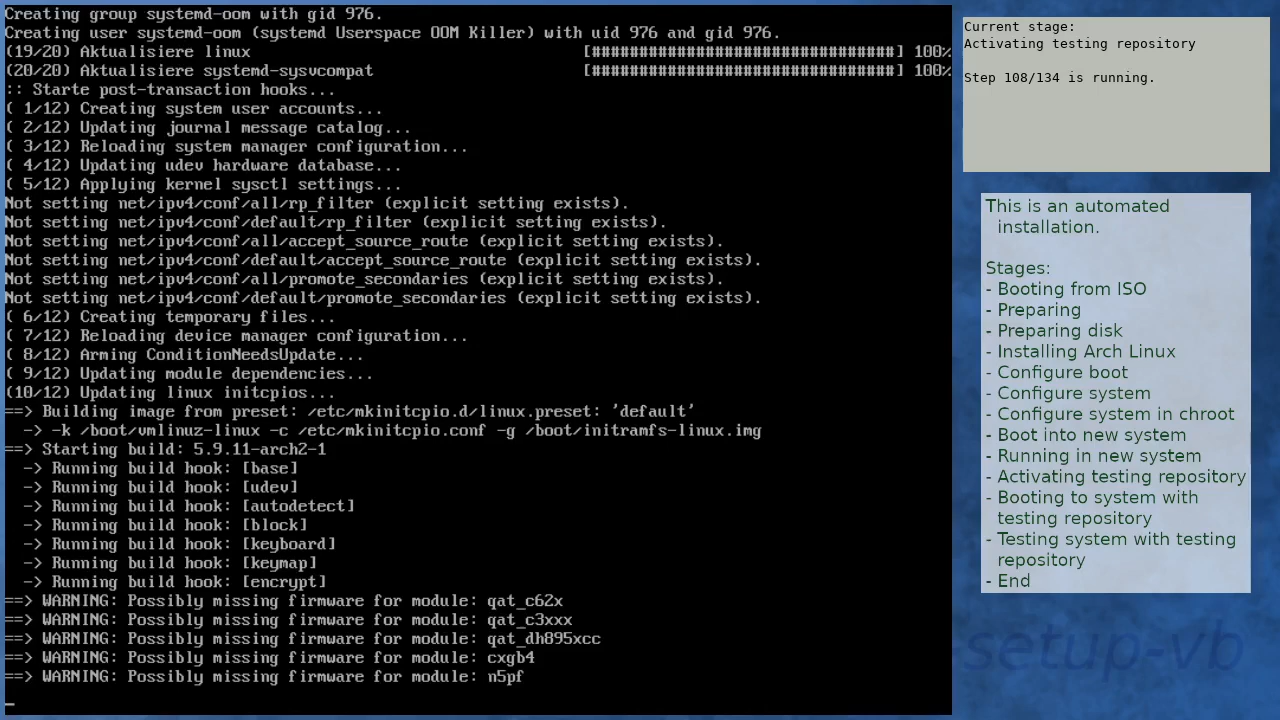 Creating group systemd-oom with gid 976.
Creating user systemd-oom (systemd Userspace OOM Killer) with uid 976 and gid 976.
(19/20) Aktualisiere linux [################################] 100%
(20/20) Aktualisiere systemd-sysvcompat [################################] 100%
:: Starte post-transaction hooks...
( 1/12) Creating system user accounts...
( 2/12) Updating journal message catalog...
( 3/12) Reloading system manager configuration...
( 4/12) Updating udev hardware database...
( 5/12) Applying kernel sysctl settings...
Not setting net/ipv4/conf/all/rp_filter (explicit setting exists).
Not setting net/ipv4/conf/default/rp_filter (explicit setting exists).
Not setting net/ipv4/conf/all/accept_source_route (explicit setting exists).
Not setting net/ipv4/conf/default/accept_source_route (explicit setting exists).
Not setting net/ipv4/conf/all/promote_secondaries (explicit setting exists).
Not setting net/ipv4/conf/default/promote_secondaries (explicit setting exists).
( 6/12) Creating temporary files...
( 7/12) Reloading device manager configuration...
( 8/12) Arming ConditionNeedsUpdate...
( 9/12) Updating module dependencies...
(10/12) Updating linux initcpios...
==> Building image from preset: /etc/mkinitcpio.d/linux.preset: 'default'
  -> -k /boot/vmlinuz-linux -c /etc/mkinitcpio.conf -g /boot/initramfs-linux.img
==> Starting build: 5.9.11-arch2-1
  -> Running build hook: [base]
  -> Running build hook: [udev]
  -> Running build hook: [autodetect]
  -> Running build hook: [block]
  -> Running build hook: [keyboard]
  -> Running build hook: [keymap]
  -> Running build hook: [encrypt]
==> WARNING: Possibly missing firmware for module: qat_c62x
==> WARNING: Possibly missing firmware for module: qat_c3xxx
==> WARNING: Possibly missing firmware for module: qat_dh895xcc
==> WARNING: Possibly missing firmware for module: cxgb4
==> WARNING: Possibly missing firmware for module: n5pf
Current stage:
Activating testing repository
Step 108/134 is running.
This is an automated
installation.
Stages:
- Booting from ISO
- Preparing
- Preparing disk
- Installing Arch Linux
- Configure boot
- Configure system
- Configure system in chroot
- Boot into new system
- Running in new system
- Activating testing repository
- Booting to system with
testing repository
- Testing system with testing
repository
- End
setup-vb